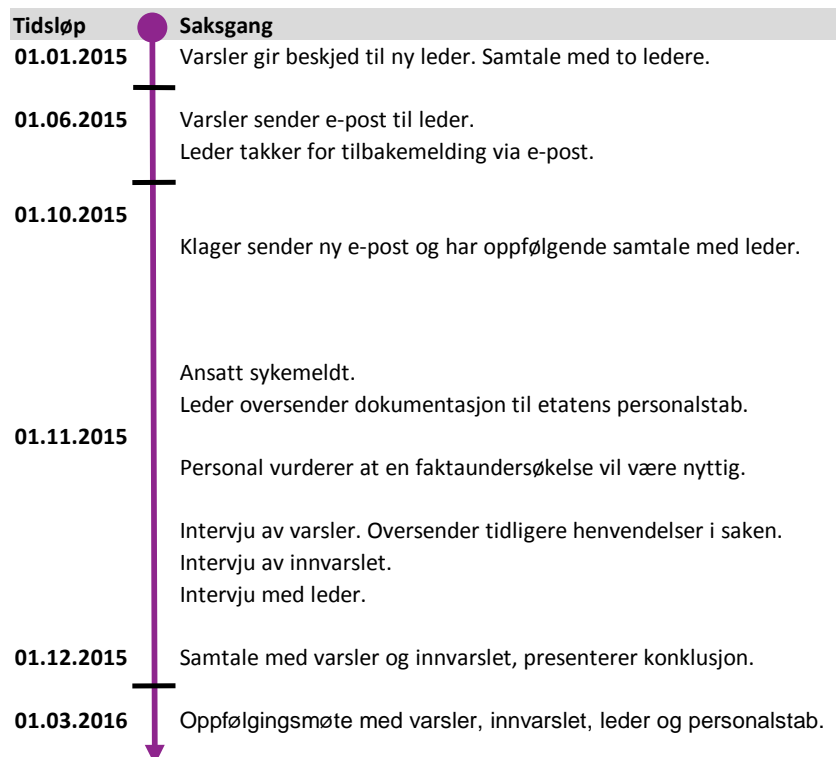 Tidsløp Saksgang
01.01.2015 Varsler gir beskjed til ny leder. Samtale med to ledere.
01.06.2015 Varsler sender e-post til leder.
Leder takker for tilbakemelding via e-post.
01.10.2015
Klager sender ny e-post og har oppfølgende samtale med leder.
Ansatt sykemeldt.
Leder oversender dokumentasjon til etatens personalstab.
01.11.2015
Personal vurderer at en faktaundersøkelse vil være nyttig.
Intervju av varsler. Oversender tidligere henvendelser i saken.
Intervju av innvarslet.
Intervju med leder.
01.12.2015 Samtale med varsler og innvarslet, presenterer konklusjon.
01.03.2016 Oppfølgingsmøte med varsler, innvarslet, leder og personalstab.